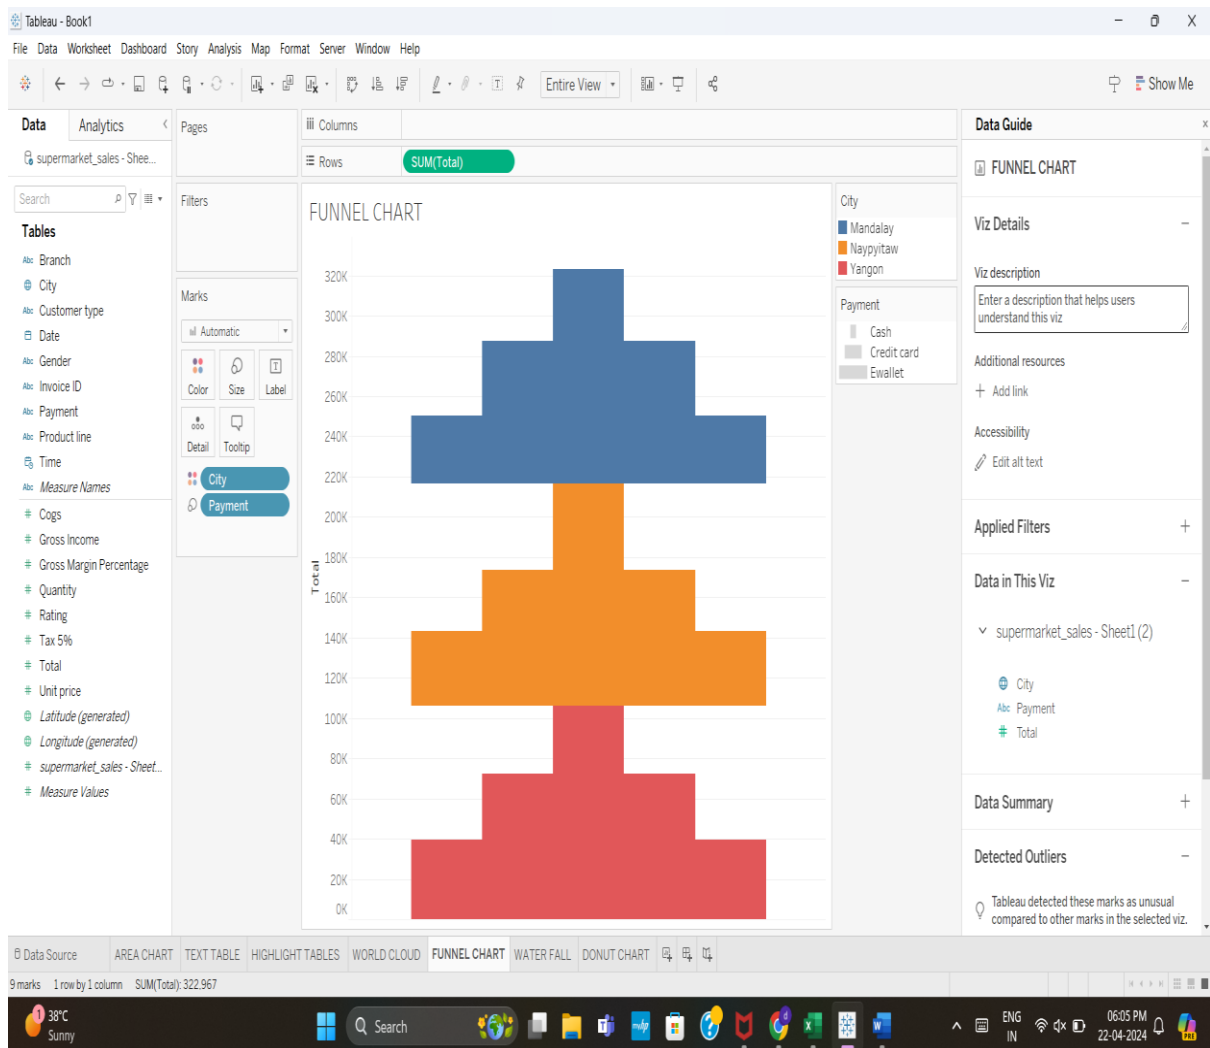 Tableau - Book1
File Data Worksheet Dashboard Story Analysis Map Format Server Window Help
Entire View
Show Me
Data Analytics
supermarket_sales - Shee...
Search
Tables
Abc Branch
City
Abc Customer type
Date
Abc Gender
Abc Invoice ID
Abc Payment
Abc Product line
Time
Abc Measure Names
# Cogs
# Gross Income
# Gross Margin Percentage
# Quantity
# Rating
# Tax 5%
# Total
# Unit price
Latitude (generated)
Longitude (generated)
# supermarket_sales - Sheet...
# Measure Values
Pages
Filters
Marks
Automatic
Color Size Label
Detail Tooltip
City
Payment
Columns
Rows SUM(Total)
FUNNEL CHART
Total
320K
300K
280K
260K
240K
220K
200K
180K
160K
140K
120K
100K
80K
60K
40K
20K
0K
City
Mandalay
Naypyitaw
Yangon
Payment
Cash
Credit card
Ewallet
Data Guide
FUNNEL CHART
Viz Details
Viz description
Enter a description that helps users
understand this viz
Additional resources
+ Add link
Accessibility
Edit alt text
Applied Filters
Data in This Viz
supermarket_sales - Sheet1 (2)
City
Abc Payment
# Total
Data Summary
Detected Outliers
Tableau detected these marks as unusual
compared to other marks in the selected viz.
Data Source AREA CHART TEXT TABLE HIGHLIGHT TABLES WORLD CLOUD FUNNEL CHART WATER FALL DONUT CHART
9 marks 1 row by 1 column SUM(Total): 322,967
1 38°C
Sunny
Search
ENG
IN
06:05 PM
22-04-2024
PRE